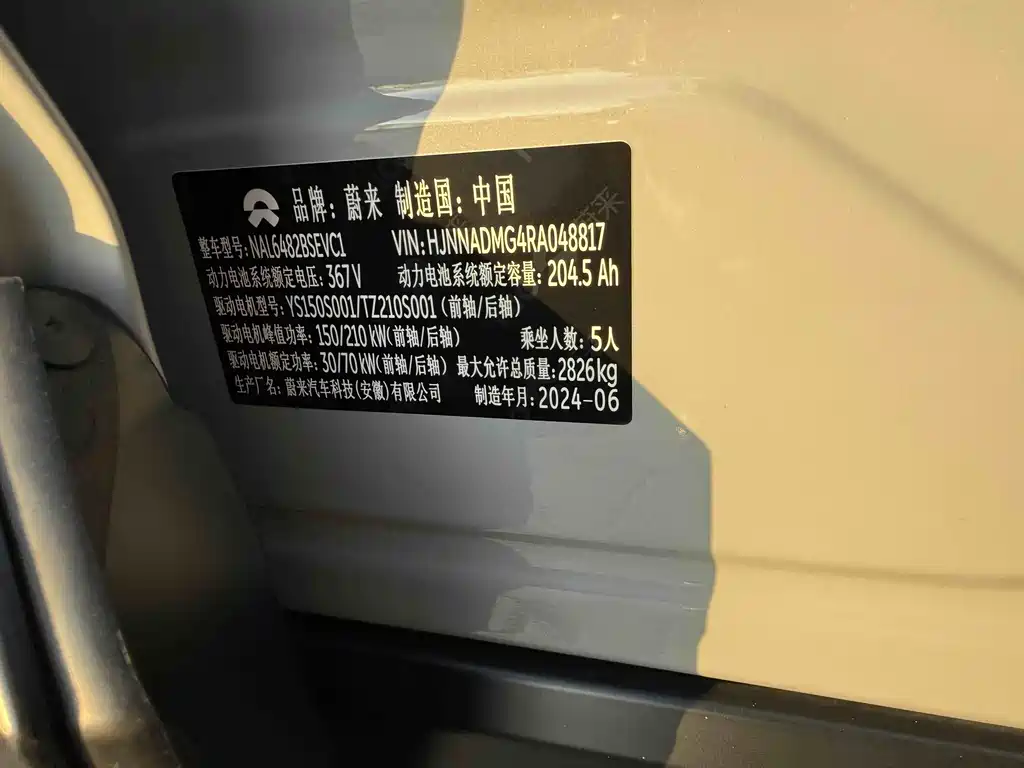 品牌: 蔚来 制造国: 中国
整车型号: NAL6482BSEVC1 VIN: HJNNADMG4RA048817
动力电池系统额定电压: 367V 动力电池系统额定容量: 204.5 Ah
驱动电机型号: YS150S001/TZ210S001 (前轴/后轴)
驱动电机峰值功率: 150/210 kW(前轴/后轴) 乘坐人数: 5人
驱动电机额定功率: 30/70 kW(前轴/后轴) 最大允许总质量: 2826kg
生产厂名: 蔚来汽车科技(安徽)有限公司 制造年月: 2024-06